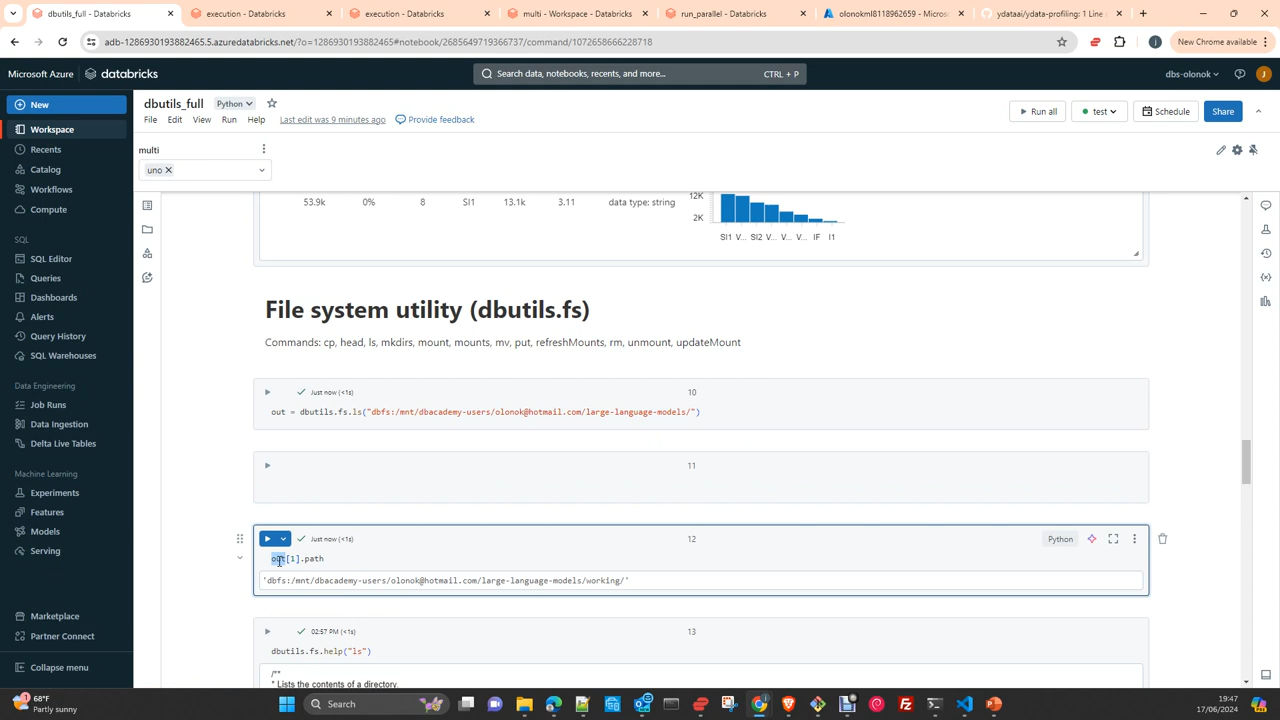 dbutils_full - Databricks
execution - Databricks
execution - Databricks
multi - Workspace - Databricks
run_parallel - Databricks
olonokml8118962659 - Micros
ydataai/ydata-profiling: 1 Line
adb-1286930193882465.5.azuredatabricks.net/?o=1286930193882465#notebook/2685649719366737/command/1072658666228718
New Chrome available
Microsoft Azure
databricks
Search data, notebooks, recents, and more...
CTRL + P
dbs-olonok
J
New
Workspace
Recents
Catalog
Workflows
Compute
SQL
SQL Editor
Queries
Dashboards
Alerts
Query History
SQL Warehouses
Data Engineering
Job Runs
Data Ingestion
Delta Live Tables
Machine Learning
Experiments
Features
Models
Serving
Marketplace
Partner Connect
Collapse menu
dbutils_full
Python
File Edit View Run Help
Last edit was 9 minutes ago
Provide feedback
Run all
test
Schedule
Share
multi
uno
53.9k 0% 8 SI1 13.1k 3.11 data type: string
12K
2K
SI1 V... SI2 V... V... V... IF I1
File system utility (dbutils.fs)
Commands: cp, head, ls, mkdirs, mount, mounts, mv, put, refreshMounts, rm, unmount, updateMount
Just now (<1s)
10
out = dbutils.fs.ls("dbfs:/mnt/dbacademy-users/olonok@hotmail.com/large-language-models/")
11
Just now (<1s)
12
Python
out[1].path
'dbfs:/mnt/dbacademy-users/olonok@hotmail.com/large-language-models/working/'
02:57 PM (<1s)
13
dbutils.fs.help("ls")
/**
* Lists the contents of a directory.
68°F
Partly sunny
Search
19:47
17/06/2024